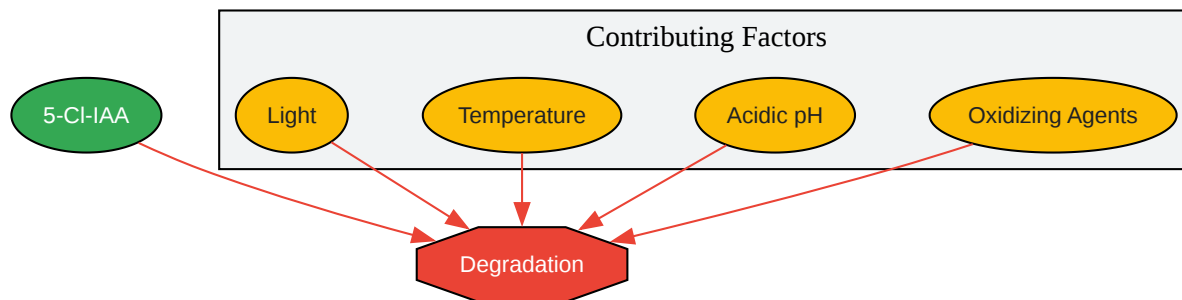 Contributing Factors
5-Cl-IAA
Light
Temperature
Acidic pH
Oxidizing Agents
Degradation